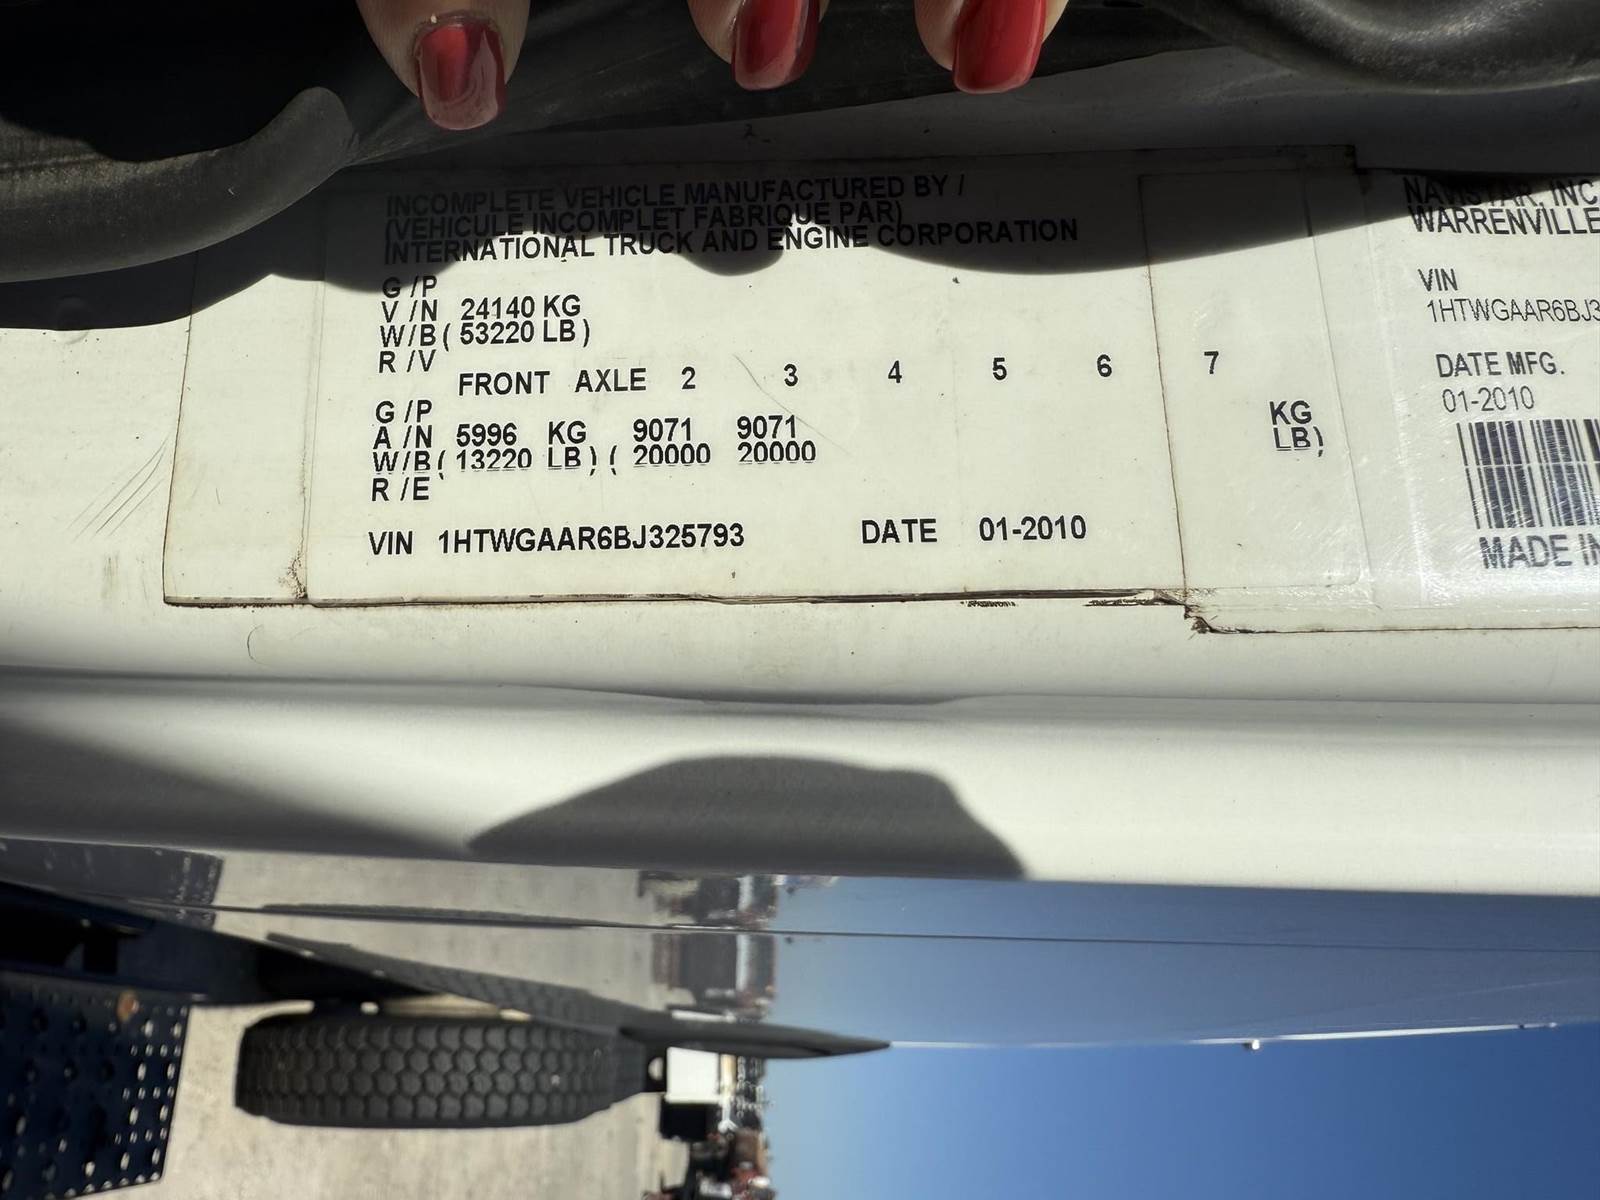 INCOMPLETE VEHICLE MANUFACTURED BY /
(VEHICULE INCOMPLET FABRIQUE PAR)
INTERNATIONAL TRUCK AND ENGINE CORPORATION
G /P
V /N 24140 KG
W/B ( 53220 LB )
R /V
FRONT AXLE 2 3 4 5 6 7
G /P
A /N 5996 KG 9071 9071 KG
W/B ( 13220 LB ) ( 20000 20000 LB )
R /E
VIN 1HTWGAAR6BJ325793 DATE 01-2010
NAVISTAR, INC
WARRENVILLE
VIN
1HTWGAAR6BJ3
DATE MFG.
01-2010
MADE IN